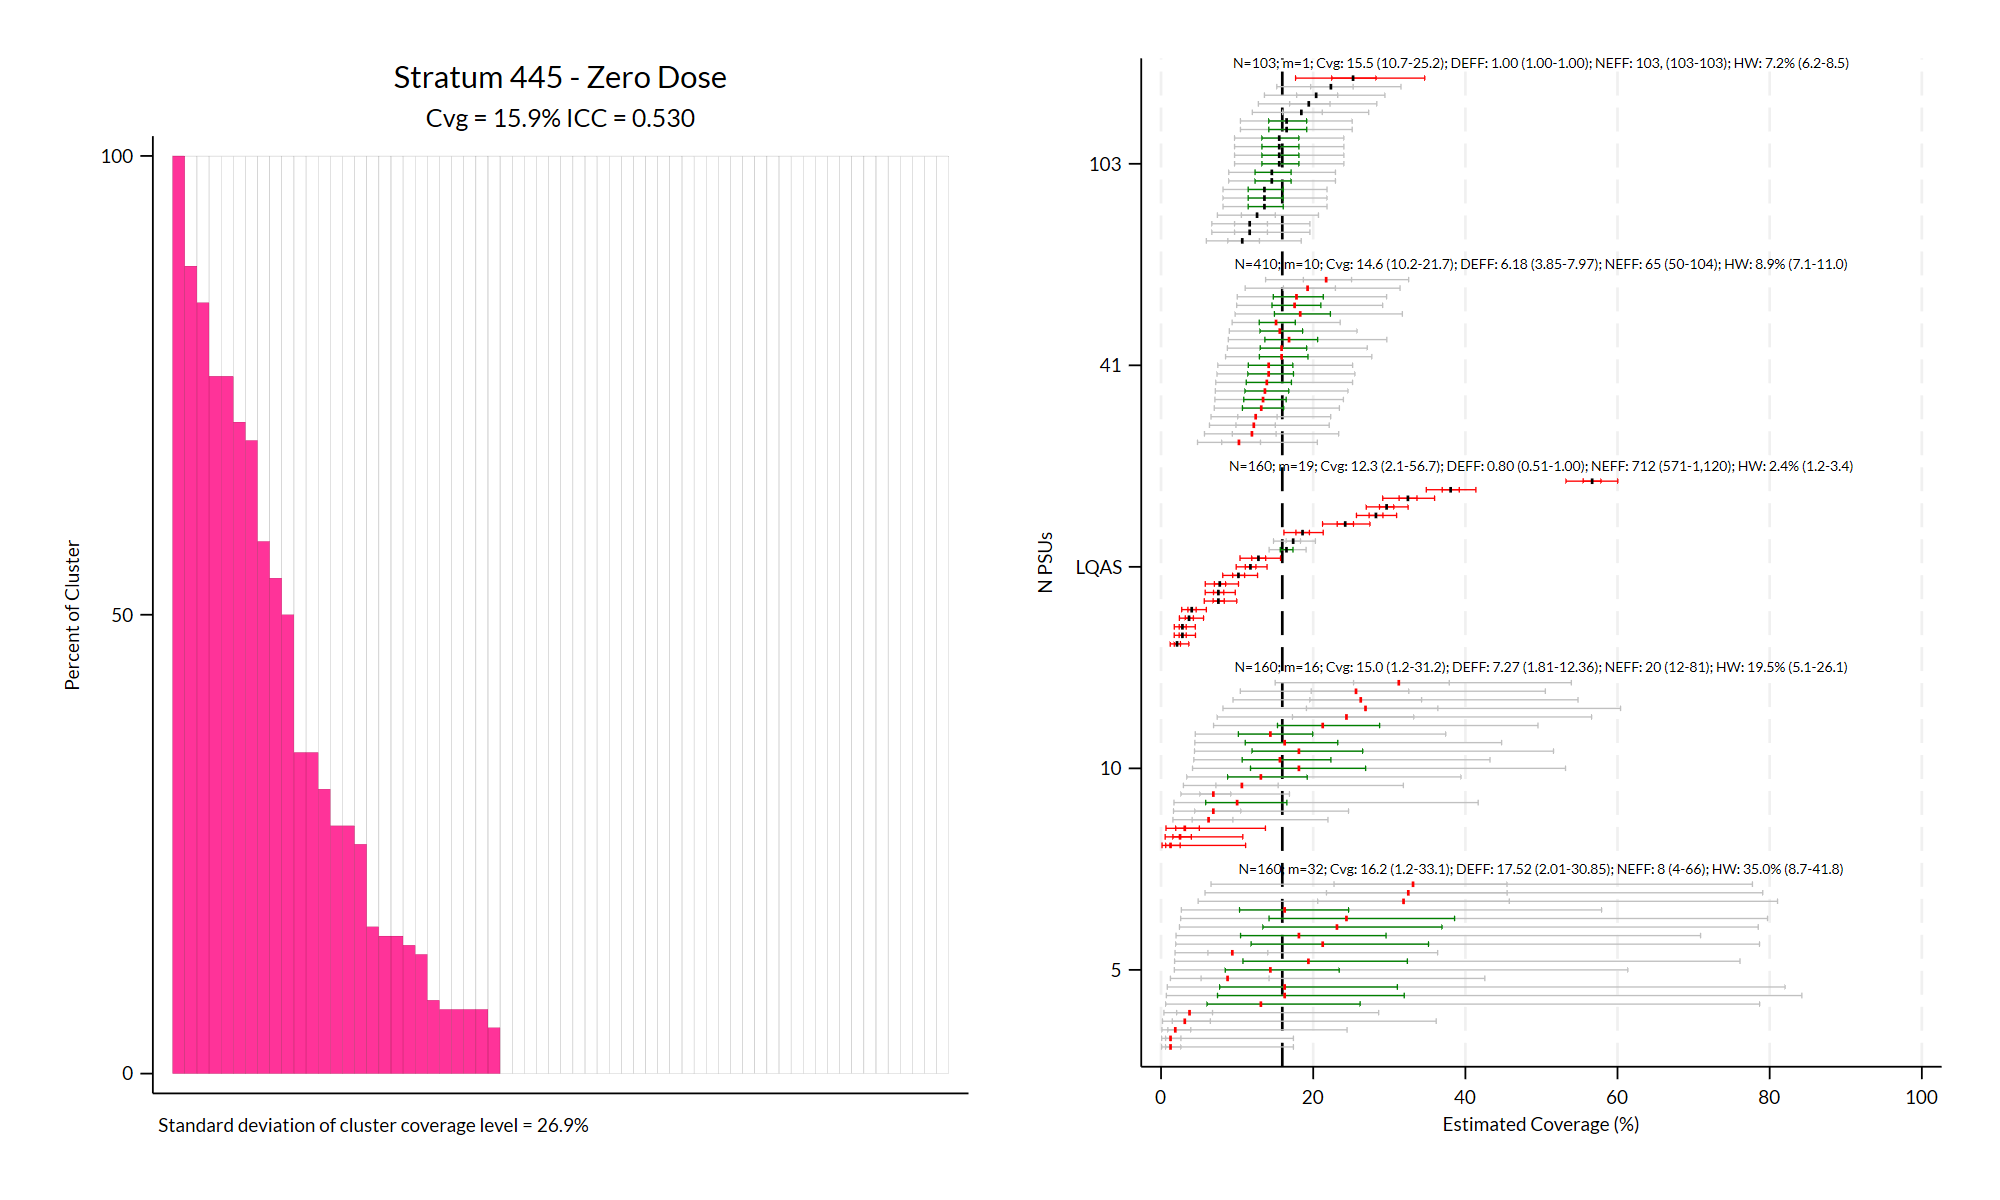 Stratum 445 - Zero Dose
Cvg = 15.9% ICC = 0.530
100
50
0
Percent of Cluster
Standard deviation of cluster coverage level = 26.9%
N=103; m=1; Cvg: 15.5 (10.7-25.2); DEFF: 1.00 (1.00-1.00); NEFF: 103, (103-103); HW: 7.2% (6.2-8.5)
103
N=410; m=10; Cvg: 14.6 (10.2-21.7); DEFF: 6.18 (3.85-7.97); NEFF: 65 (50-104); HW: 8.9% (7.1-11.0)
41
N=160; m=19; Cvg: 12.3 (2.1-56.7); DEFF: 0.80 (0.51-1.00); NEFF: 712 (571-1,120); HW: 2.4% (1.2-3.4)
LQAS
N=160; m=16; Cvg: 15.0 (1.2-31.2); DEFF: 7.27 (1.81-12.36); NEFF: 20 (12-81); HW: 19.5% (5.1-26.1)
10
N=160; m=32; Cvg: 16.2 (1.2-33.1); DEFF: 17.52 (2.01-30.85); NEFF: 8 (4-66); HW: 35.0% (8.7-41.8)
5
N PSUs
0 20 40 60 80 100
Estimated Coverage (%)